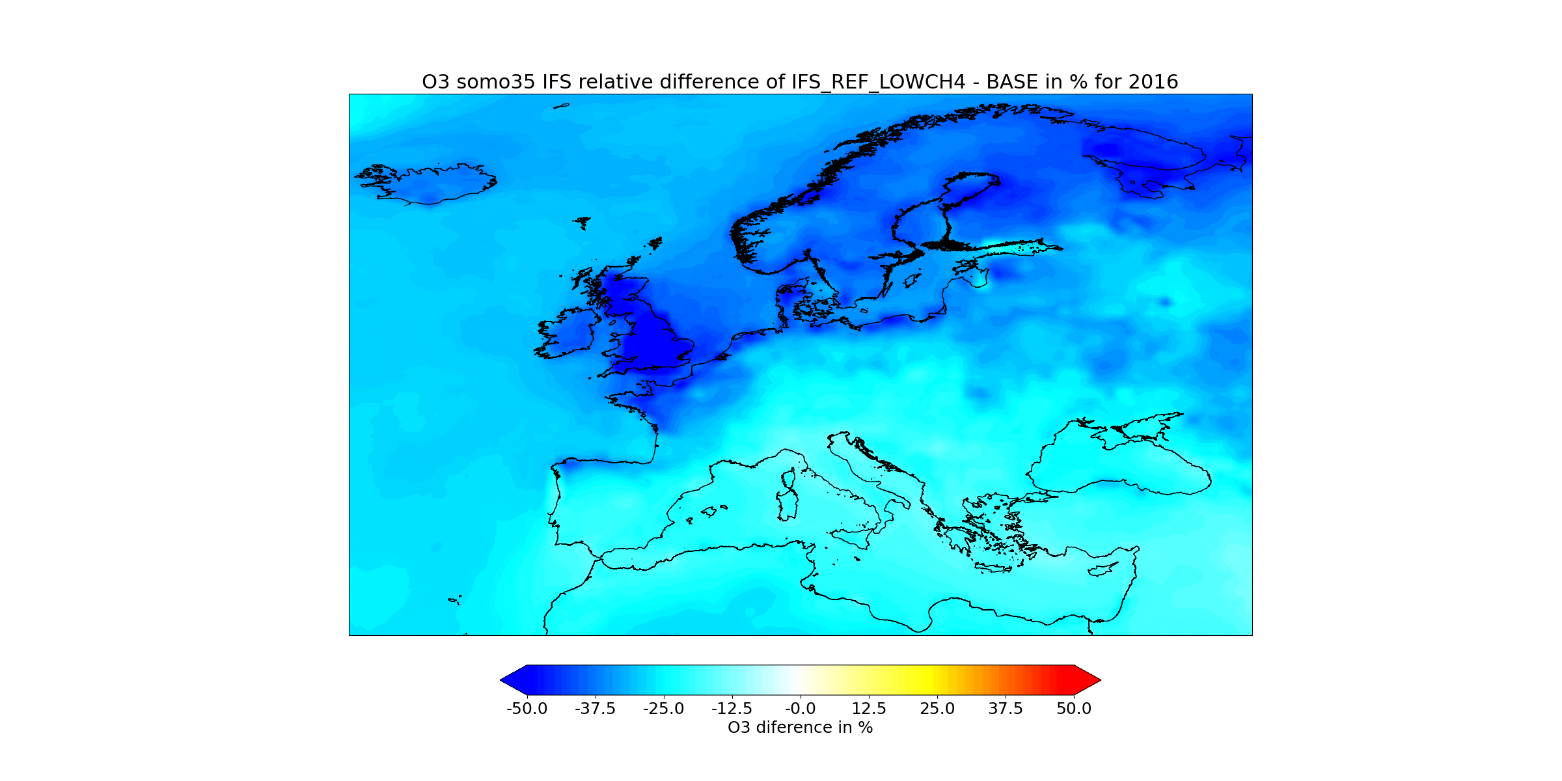 O3 somo35 IFS relative difference of IFS_REF_LOWCH4 - BASE in % for 2016
-50.0 -37.5 -25.0 -12.5 -0.0 12.5 25.0 37.5 50.0
O3 diference in %